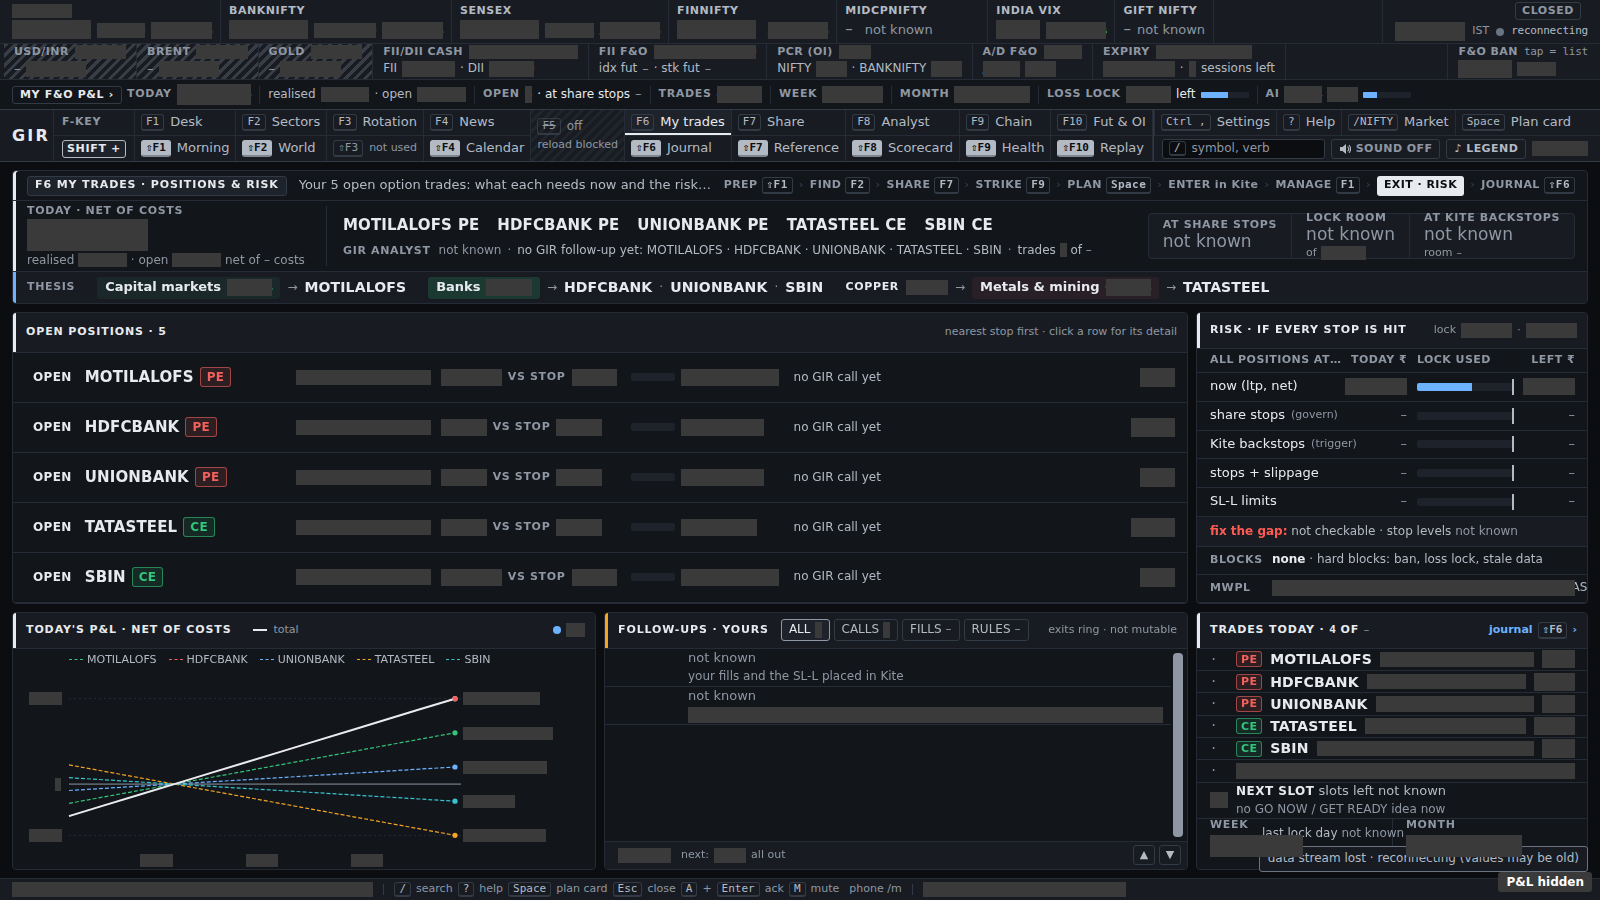 BANKNIFTY SENSEX FINNIFTY MIDCPNIFTY INDIA VIX GIFT NIFTY CLOSED
– not known – not known IST reconnecting
USD/INR BRENT GOLD FII/DII CASH FII F&O PCR (OI) A/D F&O EXPIRY F&O BAN tap = list
– – – FII · DII idx fut – · stk fut – NIFTY · BANKNIFTY · sessions left
MY F&O P&L › TODAY realised · open OPEN · at share stops – TRADES WEEK MONTH LOSS LOCK left AI
GIR F-KEY F1 Desk F2 Sectors F3 Rotation F4 News F5 off F6 My trades F7 Share F8 Analyst F9 Chain F10 Fut & OI Ctrl , Settings ? Help /NIFTY Market Space Plan card
SHIFT + ⇧F1 Morning ⇧F2 World ⇧F3 not used ⇧F4 Calendar reload blocked ⇧F6 Journal ⇧F7 Reference ⇧F8 Scorecard ⇧F9 Health ⇧F10 Replay / symbol, verb SOUND OFF ♪ LEGEND
F6 MY TRADES · POSITIONS & RISK Your 5 open option trades: what each needs now and the risk… PREP ⇧F1 › FIND F2 › SHARE F7 › STRIKE F9 › PLAN Space › ENTER in Kite › MANAGE F1 › EXIT · RISK › JOURNAL ⇧F6
TODAY · NET OF COSTS
MOTILALOFS PE HDFCBANK PE UNIONBANK PE TATASTEEL CE SBIN CE
AT SHARE STOPS LOCK ROOM AT KITE BACKSTOPS
not known not known not known
GIR ANALYST not known · no GIR follow-up yet: MOTILALOFS · HDFCBANK · UNIONBANK · TATASTEEL · SBIN · trades of –
of room –
realised · open net of – costs
THESIS Capital markets → MOTILALOFS Banks → HDFCBANK · UNIONBANK · SBIN COPPER → Metals & mining → TATASTEEL
OPEN POSITIONS · 5 nearest stop first · click a row for its detail
OPEN MOTILALOFS PE VS STOP no GIR call yet
OPEN HDFCBANK PE VS STOP no GIR call yet
OPEN UNIONBANK PE VS STOP no GIR call yet
OPEN TATASTEEL CE VS STOP no GIR call yet
OPEN SBIN CE VS STOP no GIR call yet
RISK · IF EVERY STOP IS HIT lock ·
ALL POSITIONS AT… TODAY ₹ LOCK USED LEFT ₹
now (ltp, net)
share stops (govern) – –
Kite backstops (trigger) – –
stops + slippage – –
SL-L limits – –
fix the gap: not checkable · stop levels not known
BLOCKS none · hard blocks: ban, loss lock, stale data
MWPL AS
TODAY'S P&L · NET OF COSTS total
MOTILALOFS HDFCBANK UNIONBANK TATASTEEL SBIN
FOLLOW-UPS · YOURS ALL CALLS FILLS – RULES – exits ring · not mutable
not known
your fills and the SL-L placed in Kite
not known
next: all out ▲ ▼
TRADES TODAY · 4 OF – journal ⇧F6 ›
· PE MOTILALOFS
· PE HDFCBANK
· PE UNIONBANK
· CE TATASTEEL
· CE SBIN
·
NEXT SLOT slots left not known
no GO NOW / GET READY idea now
WEEK MONTH
last lock day not known
data stream lost · reconnecting (values may be old)
P&L hidden
/ search ? help Space plan card Esc close A + Enter ack M mute phone /m